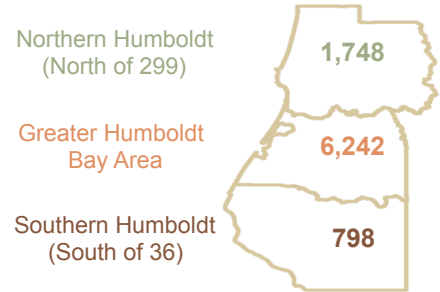 Northern Humboldt
(North of 299)
1,748
Greater Humboldt
Bay Area
6,242
Southern Humboldt
(South of 36)
798